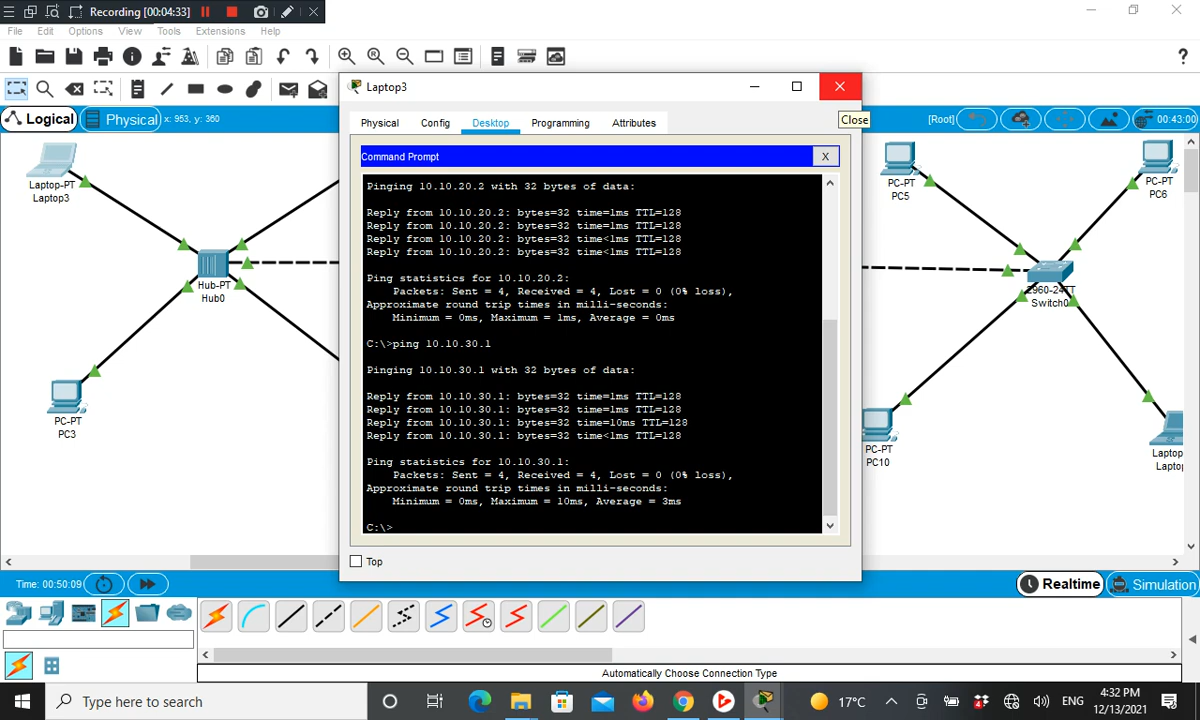 Recording [00:04:33]
File Edit Options View Tools Extensions Help
?
Logical Physical x: 953, y: 360
[Root] 00:43:00
Laptop3
Close
Physical Config Desktop Programming Attributes
Command Prompt
X
Pinging 10.10.20.2 with 32 bytes of data:
Reply from 10.10.20.2: bytes=32 time=1ms TTL=128
Reply from 10.10.20.2: bytes=32 time=1ms TTL=128
Reply from 10.10.20.2: bytes=32 time<1ms TTL=128
Reply from 10.10.20.2: bytes=32 time<1ms TTL=128
Ping statistics for 10.10.20.2:
Packets: Sent = 4, Received = 4, Lost = 0 (0% loss),
Approximate round trip times in milli-seconds:
Minimum = 0ms, Maximum = 1ms, Average = 0ms
C:\>ping 10.10.30.1
Pinging 10.10.30.1 with 32 bytes of data:
Reply from 10.10.30.1: bytes=32 time=1ms TTL=128
Reply from 10.10.30.1: bytes=32 time=1ms TTL=128
Reply from 10.10.30.1: bytes=32 time=10ms TTL=128
Reply from 10.10.30.1: bytes=32 time<1ms TTL=128
Ping statistics for 10.10.30.1:
Packets: Sent = 4, Received = 4, Lost = 0 (0% loss),
Approximate round trip times in milli-seconds:
Minimum = 0ms, Maximum = 10ms, Average = 3ms
C:\>
Top
Laptop-PT
Laptop3
Hub-PT
Hub0
PC-PT
PC3
PC-PT
PC5
PC-PT
PC6
2960-24TT
Switch0
PC-PT
PC10
Laptop
Laptop
Time: 00:50:09
Realtime Simulation
Automatically Choose Connection Type
Type here to search
17°C
ENG
4:32 PM
12/13/2021